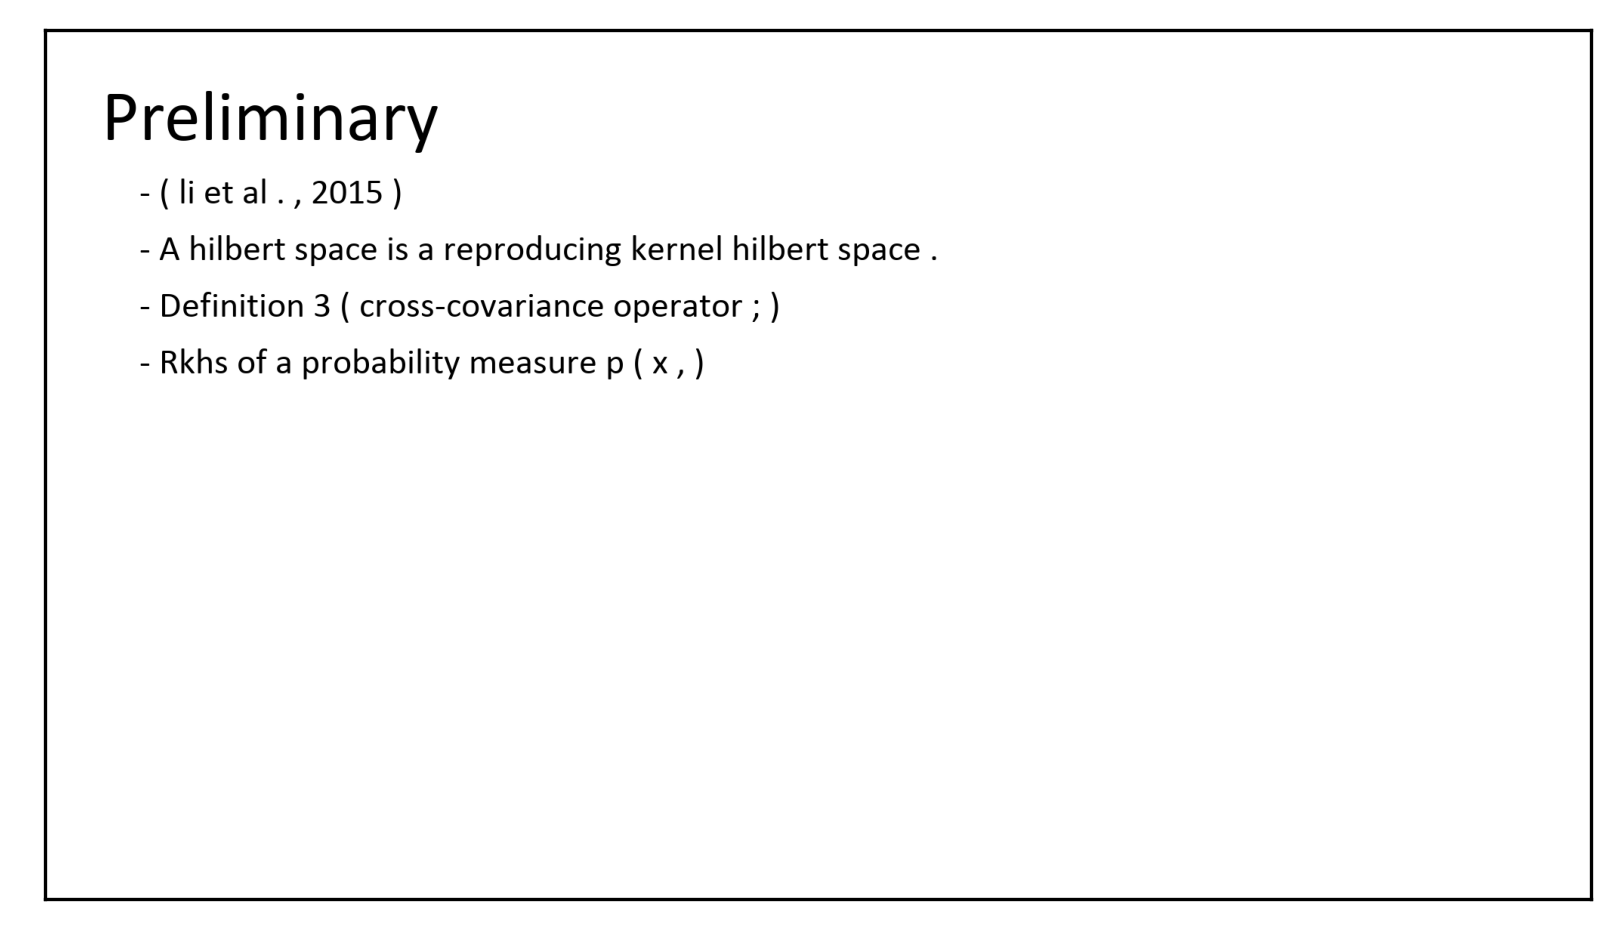 Preliminary
- ( li et al . , 2015 )
- A hilbert space is a reproducing kernel hilbert space .
- Definition 3 ( cross-covariance operator ; )
- Rkhs of a probability measure p ( x , )